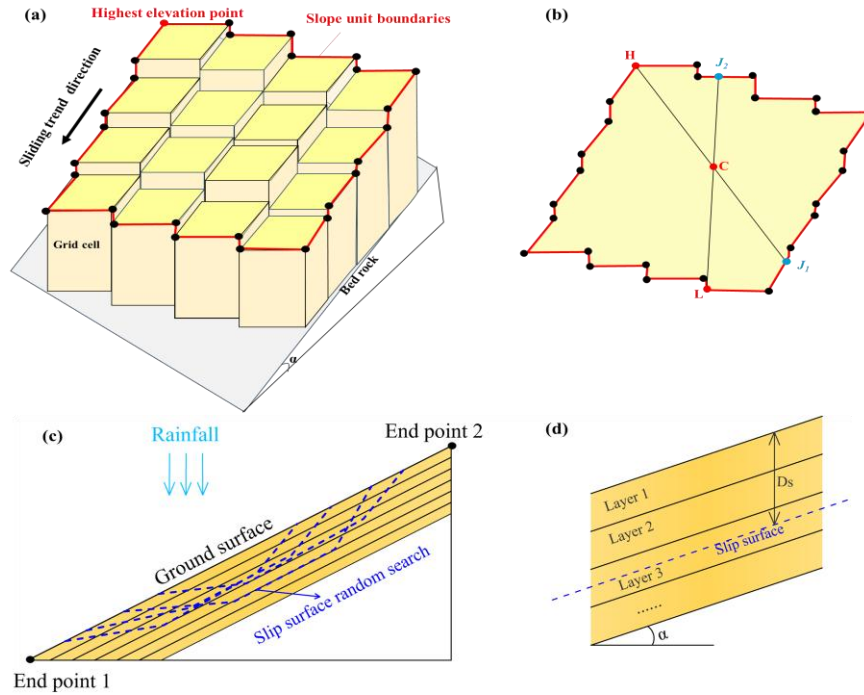 (a)
Highest elevation point
Slope unit boundaries
Sliding trend direction
Grid cell
Bed rock
α
(b)
H
J₂
C
J₁
L
(c)
Rainfall
End point 2
Ground surface
Slip surface random search
End point 1
(d)
Layer 1
Ds
Layer 2
Slip surface
Layer 3
......
α